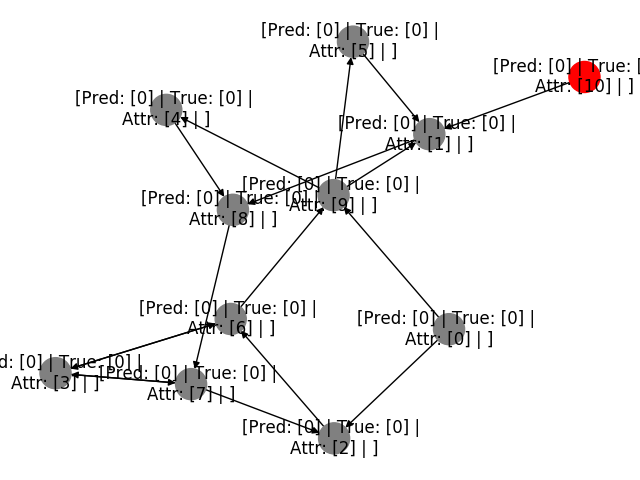 [Pred: [0] | True: [0] |
Attr: [5] | ]
[Pred: [0] | True: [
Attr: [10] | ]
[Pred: [0] | True: [0] |
Attr: [4] | ]
[Pred: [0] | True: [0] |
Attr: [1] | ]
[Pred: [0] | True: [0] |
Attr: [9] | ]
[Pred: [0] | True: [0] |
Attr: [8] | ]
[Pred: [0] | True: [0] |
Attr: [6] | ]
[Pred: [0] | True: [0] |
Attr: [0] | ]
d: [0] | True: [0] |
Attr: [3] | ]
[Pred: [0] | True: [0] |
Attr: [7] | ]
[Pred: [0] | True: [0] |
Attr: [2] | ]